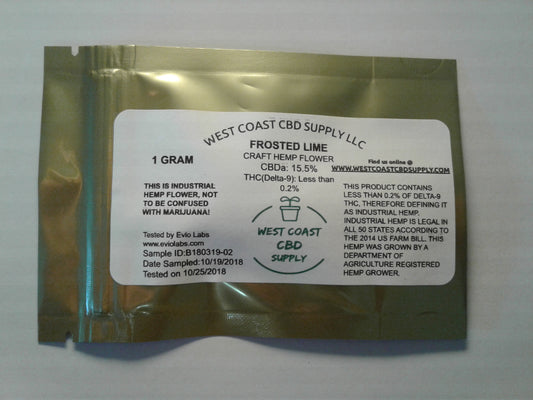 WEST COAST CBD SUPPLY LLC
FROSTED LIME
CRAFT HEMP FLOWER
CBDa: 15.5%
THC(Delta-9): Less than
0.2%
1 GRAM
THIS IS INDUSTRIAL
HEMP FLOWER, NOT
TO BE CONFUSED
WITH MARIJUANA!
Tested by Evio Labs
www.eviolabs.com
Sample ID:B180319-02
Date Sampled:10/19/2018
Tested on 10/25/2018
WEST COAST
CBD
SUPPLY
Find us online @
WWW.WESTCOASTCBDSUPPLY.COM
THIS PRODUCT CONTAINS
LESS THAN 0.2% OF DELTA-9
THC, THEREFORE DEFINING IT
AS INDUSTRIAL HEMP.
INDUSTRIAL HEMP IS LEGAL IN
ALL 50 STATES ACCORDING TO
THE 2014 US FARM BILL. THIS
HEMP WAS GROWN BY A
DEPARTMENT OF
AGRICULTURE REGISTERED
HEMP GROWER.